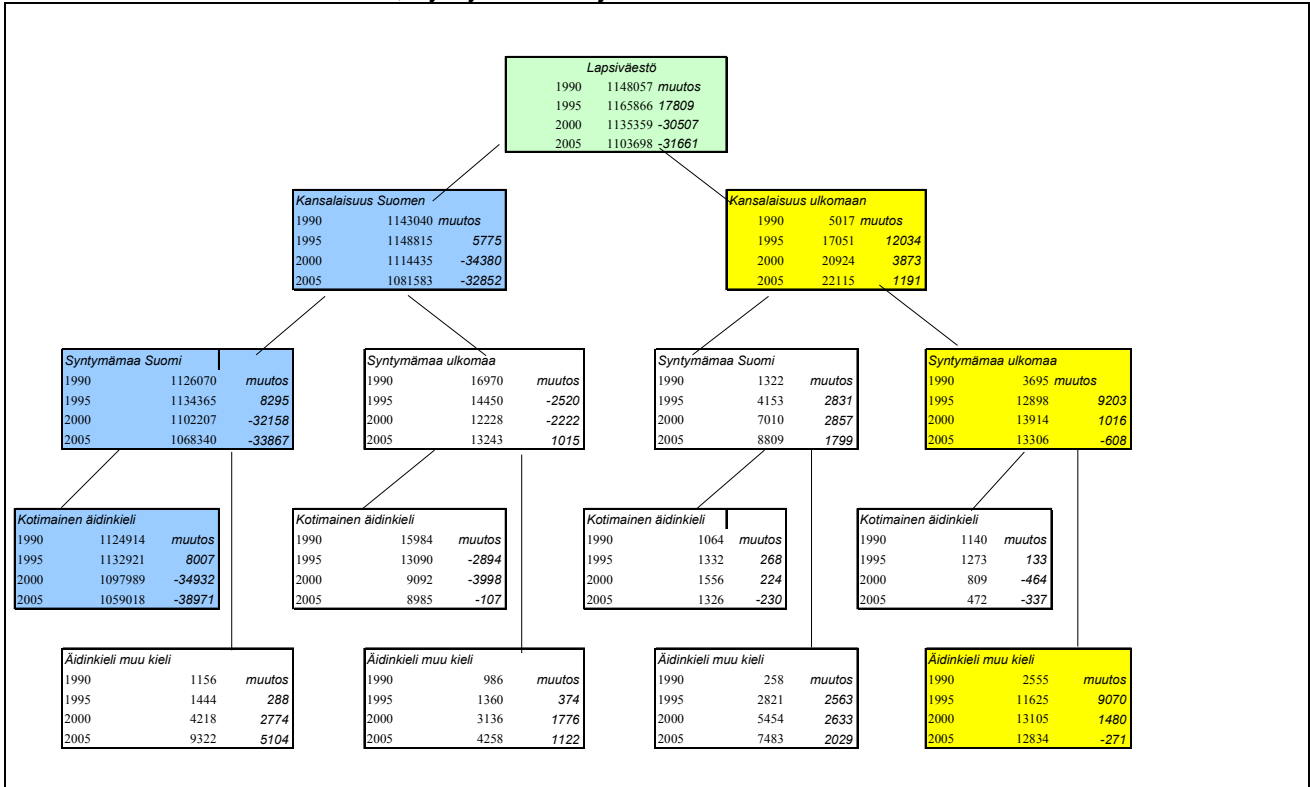 Lapsiväestö
1990 1148057 muutos
1995 1165866 17809
2000 1135359 -30507
2005 1103698 -31661
Kansalaisuus Suomen
1990 1143040 muutos
1995 1148815 5775
2000 1114435 -34380
2005 1081583 -32852
Kansalaisuus ulkomaan
1990 5017 muutos
1995 17051 12034
2000 20924 3873
2005 22115 1191
Syntymämaa Suomi
1990 1126070 muutos
1995 1134365 8295
2000 1102207 -32158
2005 1068340 -33867
Syntymämaa ulkomaa
1990 16970 muutos
1995 14450 -2520
2000 12228 -2222
2005 13243 1015
Syntymämaa Suomi
1990 1322 muutos
1995 4153 2831
2000 7010 2857
2005 8809 1799
Syntymämaa ulkomaa
1990 3695 muutos
1995 12898 9203
2000 13914 1016
2005 13306 -608
Kotimainen äidinkieli
1990 1124914 muutos
1995 1132921 8007
2000 1097989 -34932
2005 1059018 -38971
Kotimainen äidinkieli
1990 15984 muutos
1995 13090 -2894
2000 9092 -3998
2005 8985 -107
Kotimainen äidinkieli
1990 1064 muutos
1995 1332 268
2000 1556 224
2005 1326 -230
Kotimainen äidinkieli
1990 1140 muutos
1995 1273 133
2000 809 -464
2005 472 -337
Äidinkieli muu kieli
1990 1156 muutos
1995 1444 288
2000 4218 2774
2005 9322 5104
Äidinkieli muu kieli
1990 986 muutos
1995 1360 374
2000 3136 1776
2005 4258 1122
Äidinkieli muu kieli
1990 258 muutos
1995 2821 2563
2000 5454 2633
2005 7483 2029
Äidinkieli muu kieli
1990 2555 muutos
1995 11625 9070
2000 13105 1480
2005 12834 -271